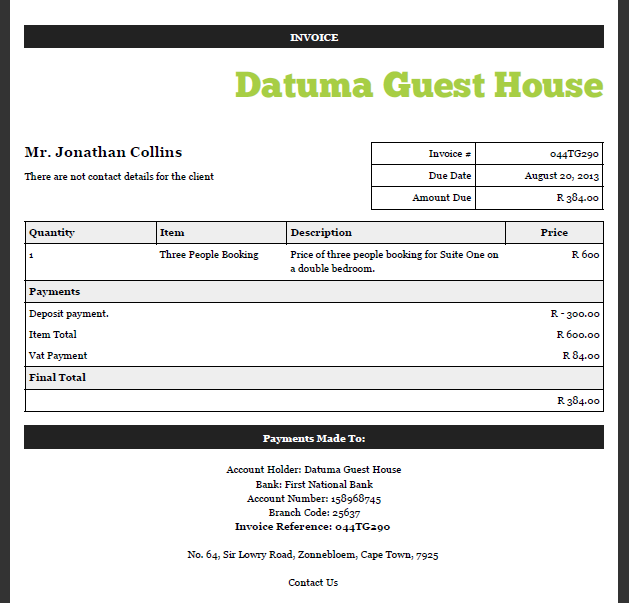 INVOICE
Datuma Guest House
Mr. Jonathan Collins
There are not contact details for the client
Invoice # 044TG290
Due Date August 20, 2013
Amount Due R 384.00
Quantity Item Description Price
1 Three People Booking Price of three people booking for Suite One on R 600
a double bedroom.
Payments
Deposit payment. R - 300.00
Item Total R 600.00
Vat Payment R 84.00
Final Total
R 384.00
Payments Made To:
Account Holder: Datuma Guest House
Bank: First National Bank
Account Number: 158968745
Branch Code: 25637
Invoice Reference: 044TG290
No. 64, Sir Lowry Road, Zonnebloem, Cape Town, 7925
Contact Us